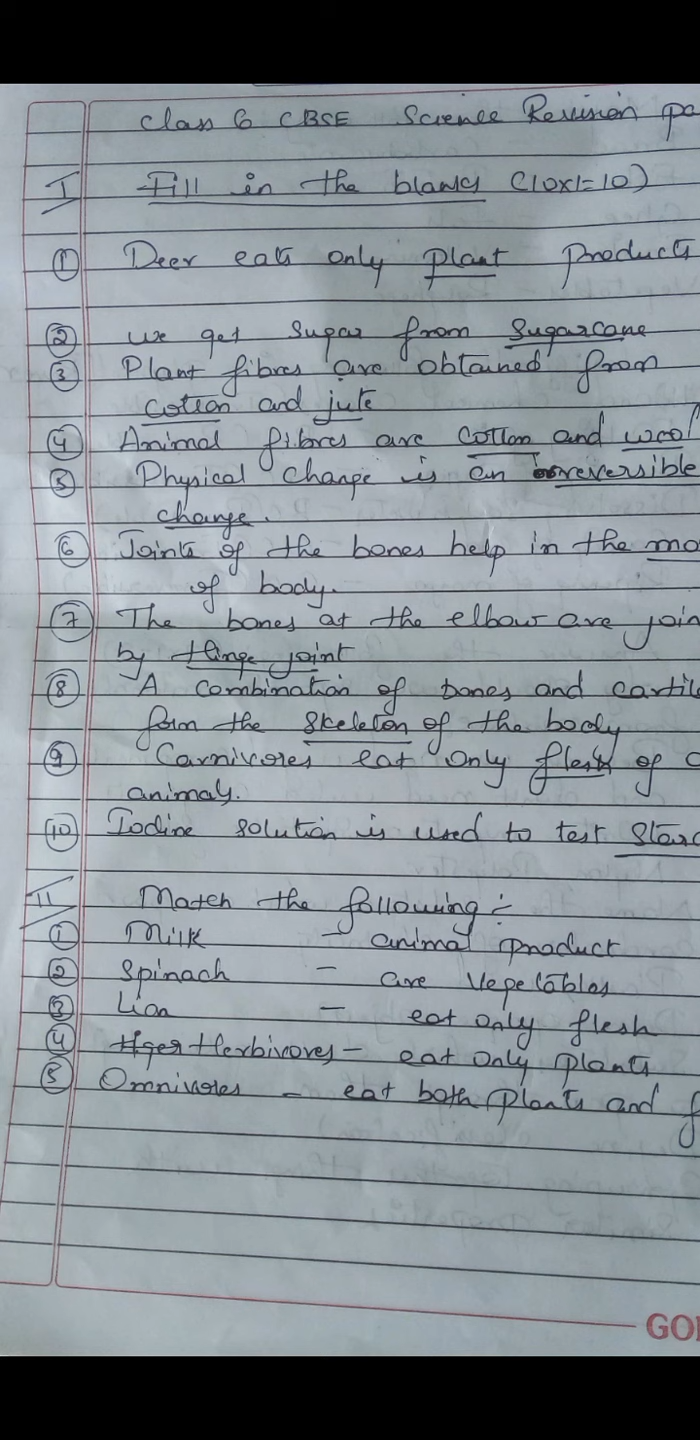 Class 6 CBSE Science Revision pa
I Fill in the blanks (10x1=10)
① Deer eats only plant products
② we get sugar from sugarcane
③ Plant fibres are obtained from
cotton and jute
④ Animal fibres are cotton and wool
⑤ Physical change is an irreversible
change.
⑥ Joints of the bones help in the mo
of body.
⑦ The bones at the elbow are join
by Hinge joint
⑧ A combination of bones and cartil
form the skeleton of the body
⑨ Carnivores eat only flesh of o
animals.
⑩ Iodine solution is used to test starc
II Match the following :-
① Milk - animal product
② Spinach - are vegetables
③ Lion - eat only flesh
④ Herbivores - eat only plants
⑤ Omnivores - eat both plants and f
GOL